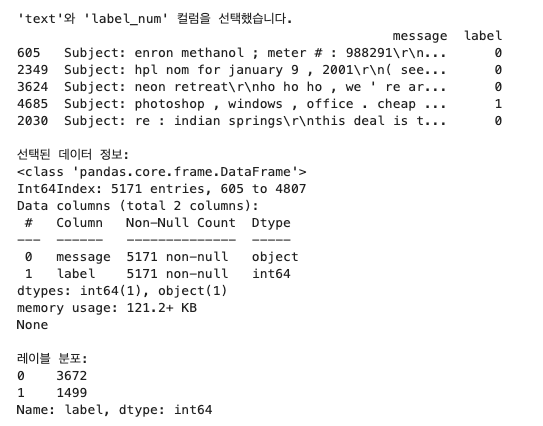 'text'와 'label_num' 컬럼을 선택했습니다.
                                                message  label
605   Subject: enron methanol ; meter # : 988291\r\n...      0
2349  Subject: hpl nom for january 9 , 2001\r\n( see...      0
3624  Subject: neon retreat\r\nho ho ho , we ' re ar...      0
4685  Subject: photoshop , windows , office . cheap ...      1
2030  Subject: re : indian springs\r\nthis deal is t...      0
선택된 데이터 정보:
<class 'pandas.core.frame.DataFrame'>
Int64Index: 5171 entries, 605 to 4807
Data columns (total 2 columns):
 #   Column   Non-Null Count  Dtype
---  ------   --------------  -----
 0   message  5171 non-null   object
 1   label    5171 non-null   int64
dtypes: int64(1), object(1)
memory usage: 121.2+ KB
None
레이블 분포:
0    3672
1    1499
Name: label, dtype: int64